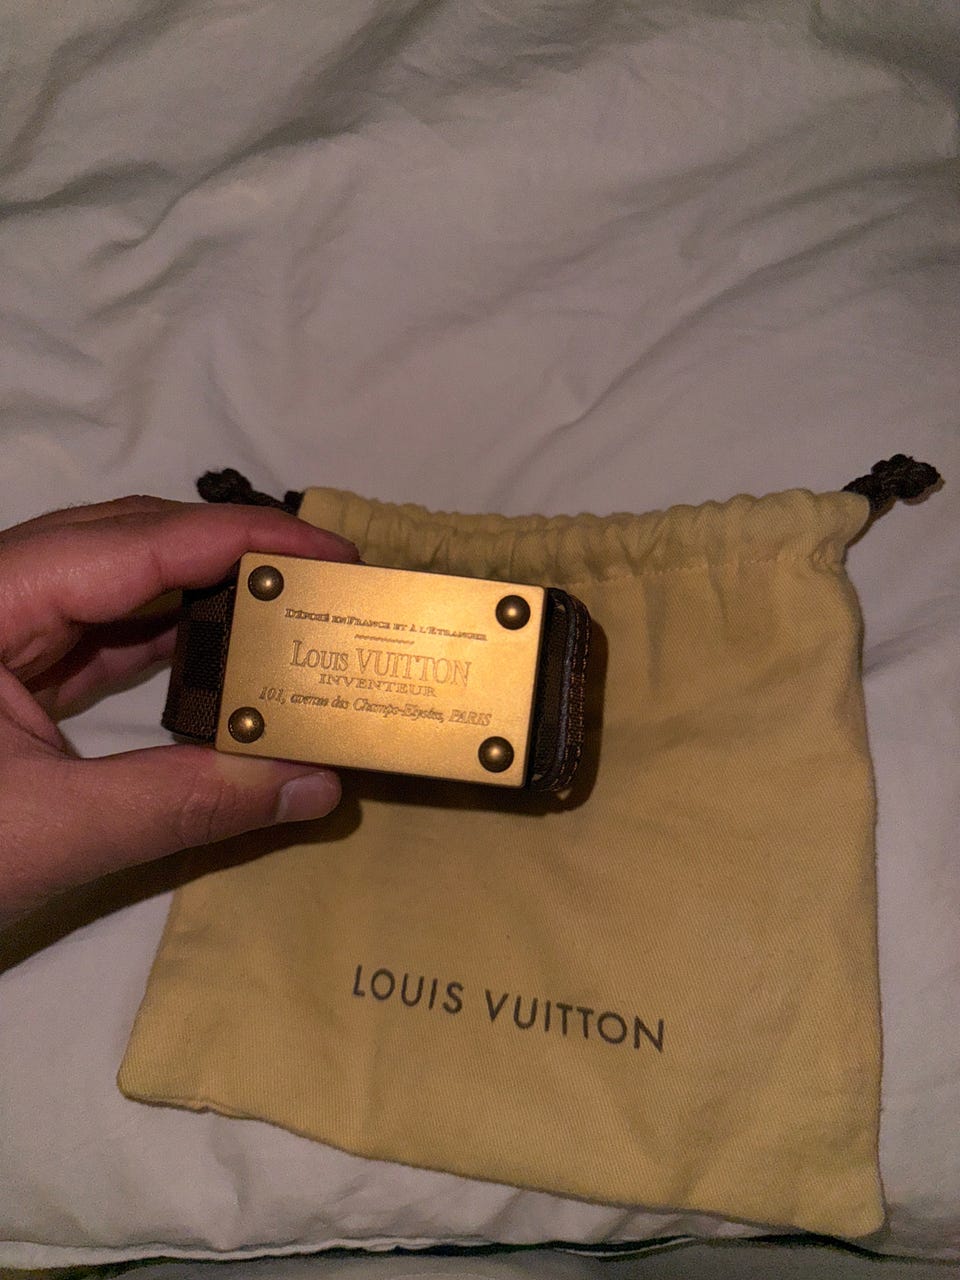 DÉPOSÉ EN FRANCE ET À L'ÉTRANGER
LOUIS VUITTON
INVENTEUR
101, avenue des Champs-Elysées, PARIS
LOUIS VUITTON